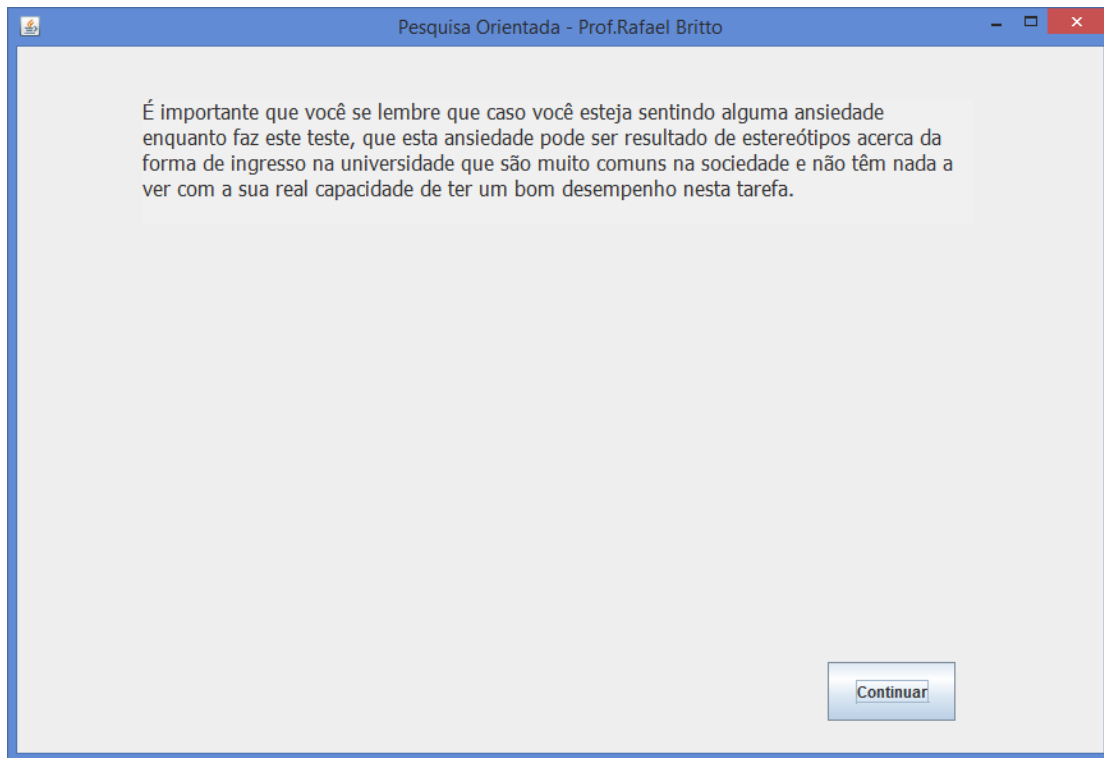 Pesquisa Orientada - Prof.Rafael Britto
É importante que você se lembre que caso você esteja sentindo alguma ansiedade
enquanto faz este teste, que esta ansiedade pode ser resultado de estereótipos acerca da
forma de ingresso na universidade que são muito comuns na sociedade e não têm nada a
ver com a sua real capacidade de ter um bom desempenho nesta tarefa.
Continuar